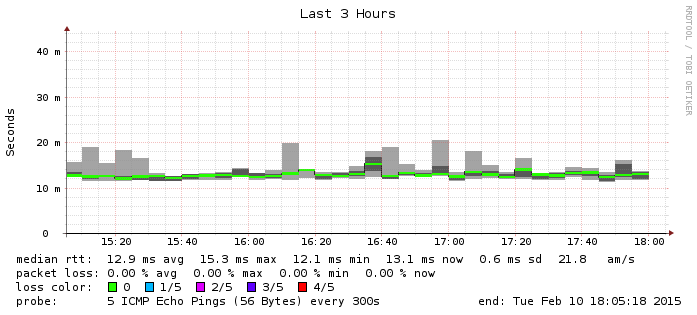 Last 3 Hours
RRDTOOL / TOBI OETIKER
Seconds
40 m
30 m
20 m
10 m
0
15:20 15:40 16:00 16:20 16:40 17:00 17:20 17:40 18:00
median rtt: 12.9 ms avg 15.3 ms max 12.1 ms min 13.1 ms now 0.6 ms sd 21.8 am/s
packet loss: 0.00 % avg 0.00 % max 0.00 % min 0.00 % now
loss color: 0 1/5 2/5 3/5 4/5
probe: 5 ICMP Echo Pings (56 Bytes) every 300s end: Tue Feb 10 18:05:18 2015